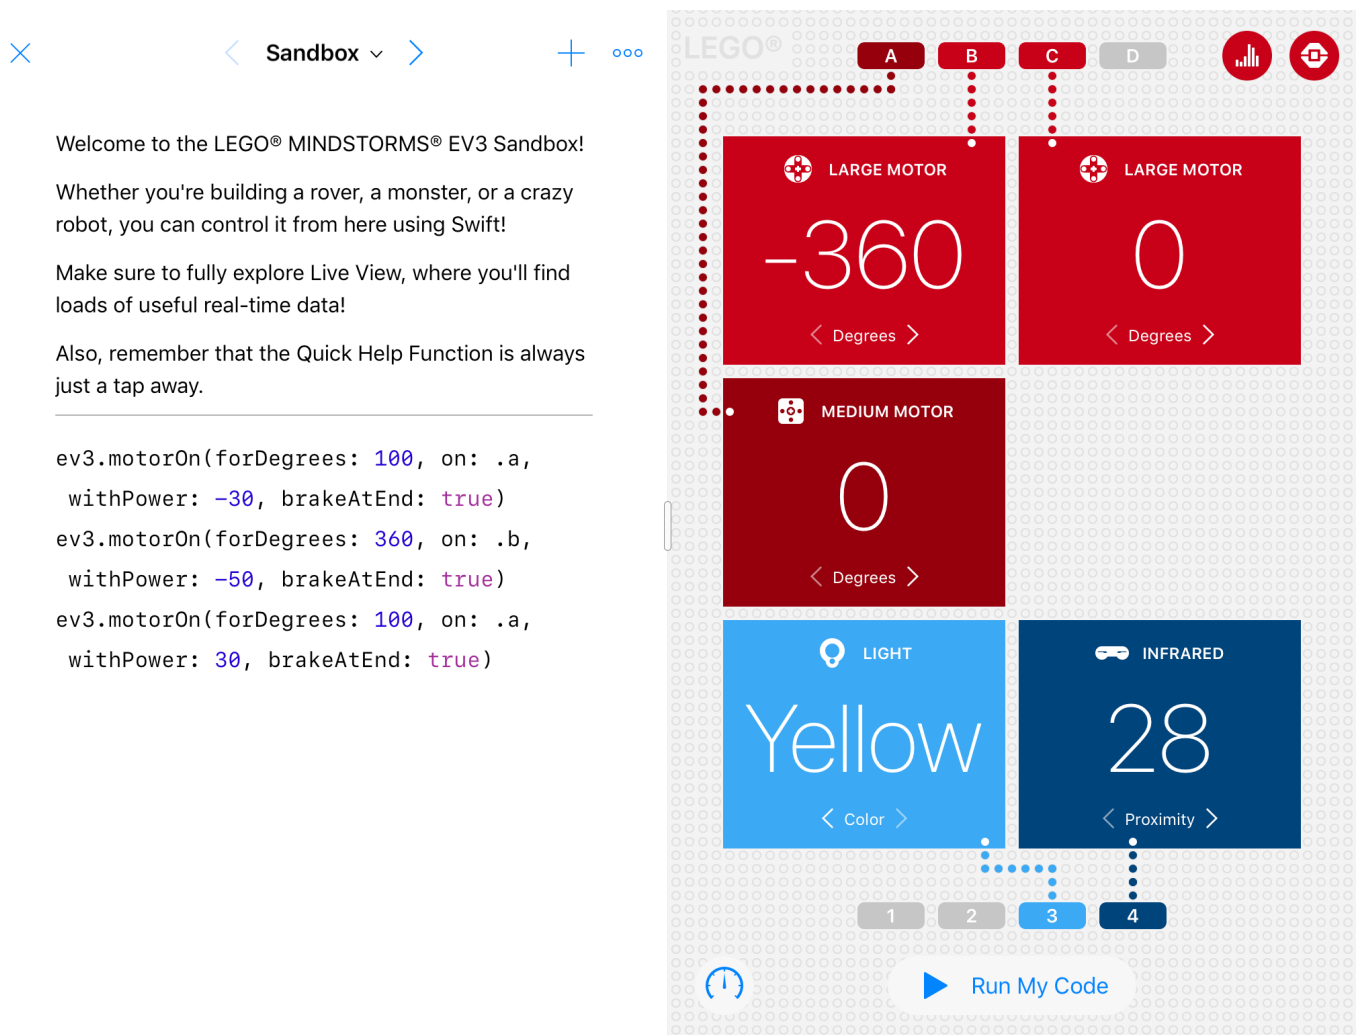 Sandbox
Welcome to the LEGO® MINDSTORMS® EV3 Sandbox!
Whether you're building a rover, a monster, or a crazy
robot, you can control it from here using Swift!
Make sure to fully explore Live View, where you'll find
loads of useful real-time data!
Also, remember that the Quick Help Function is always
just a tap away.
ev3.motorOn(forDegrees: 100, on: .a,
withPower: -30, brakeAtEnd: true)
ev3.motorOn(forDegrees: 360, on: .b,
withPower: -50, brakeAtEnd: true)
ev3.motorOn(forDegrees: 100, on: .a,
withPower: 30, brakeAtEnd: true)
LEGO®
A B C D
LARGE MOTOR
-360
Degrees
LARGE MOTOR
0
Degrees
MEDIUM MOTOR
0
Degrees
LIGHT
Yellow
Color
INFRARED
28
Proximity
1 2 3 4
Run My Code